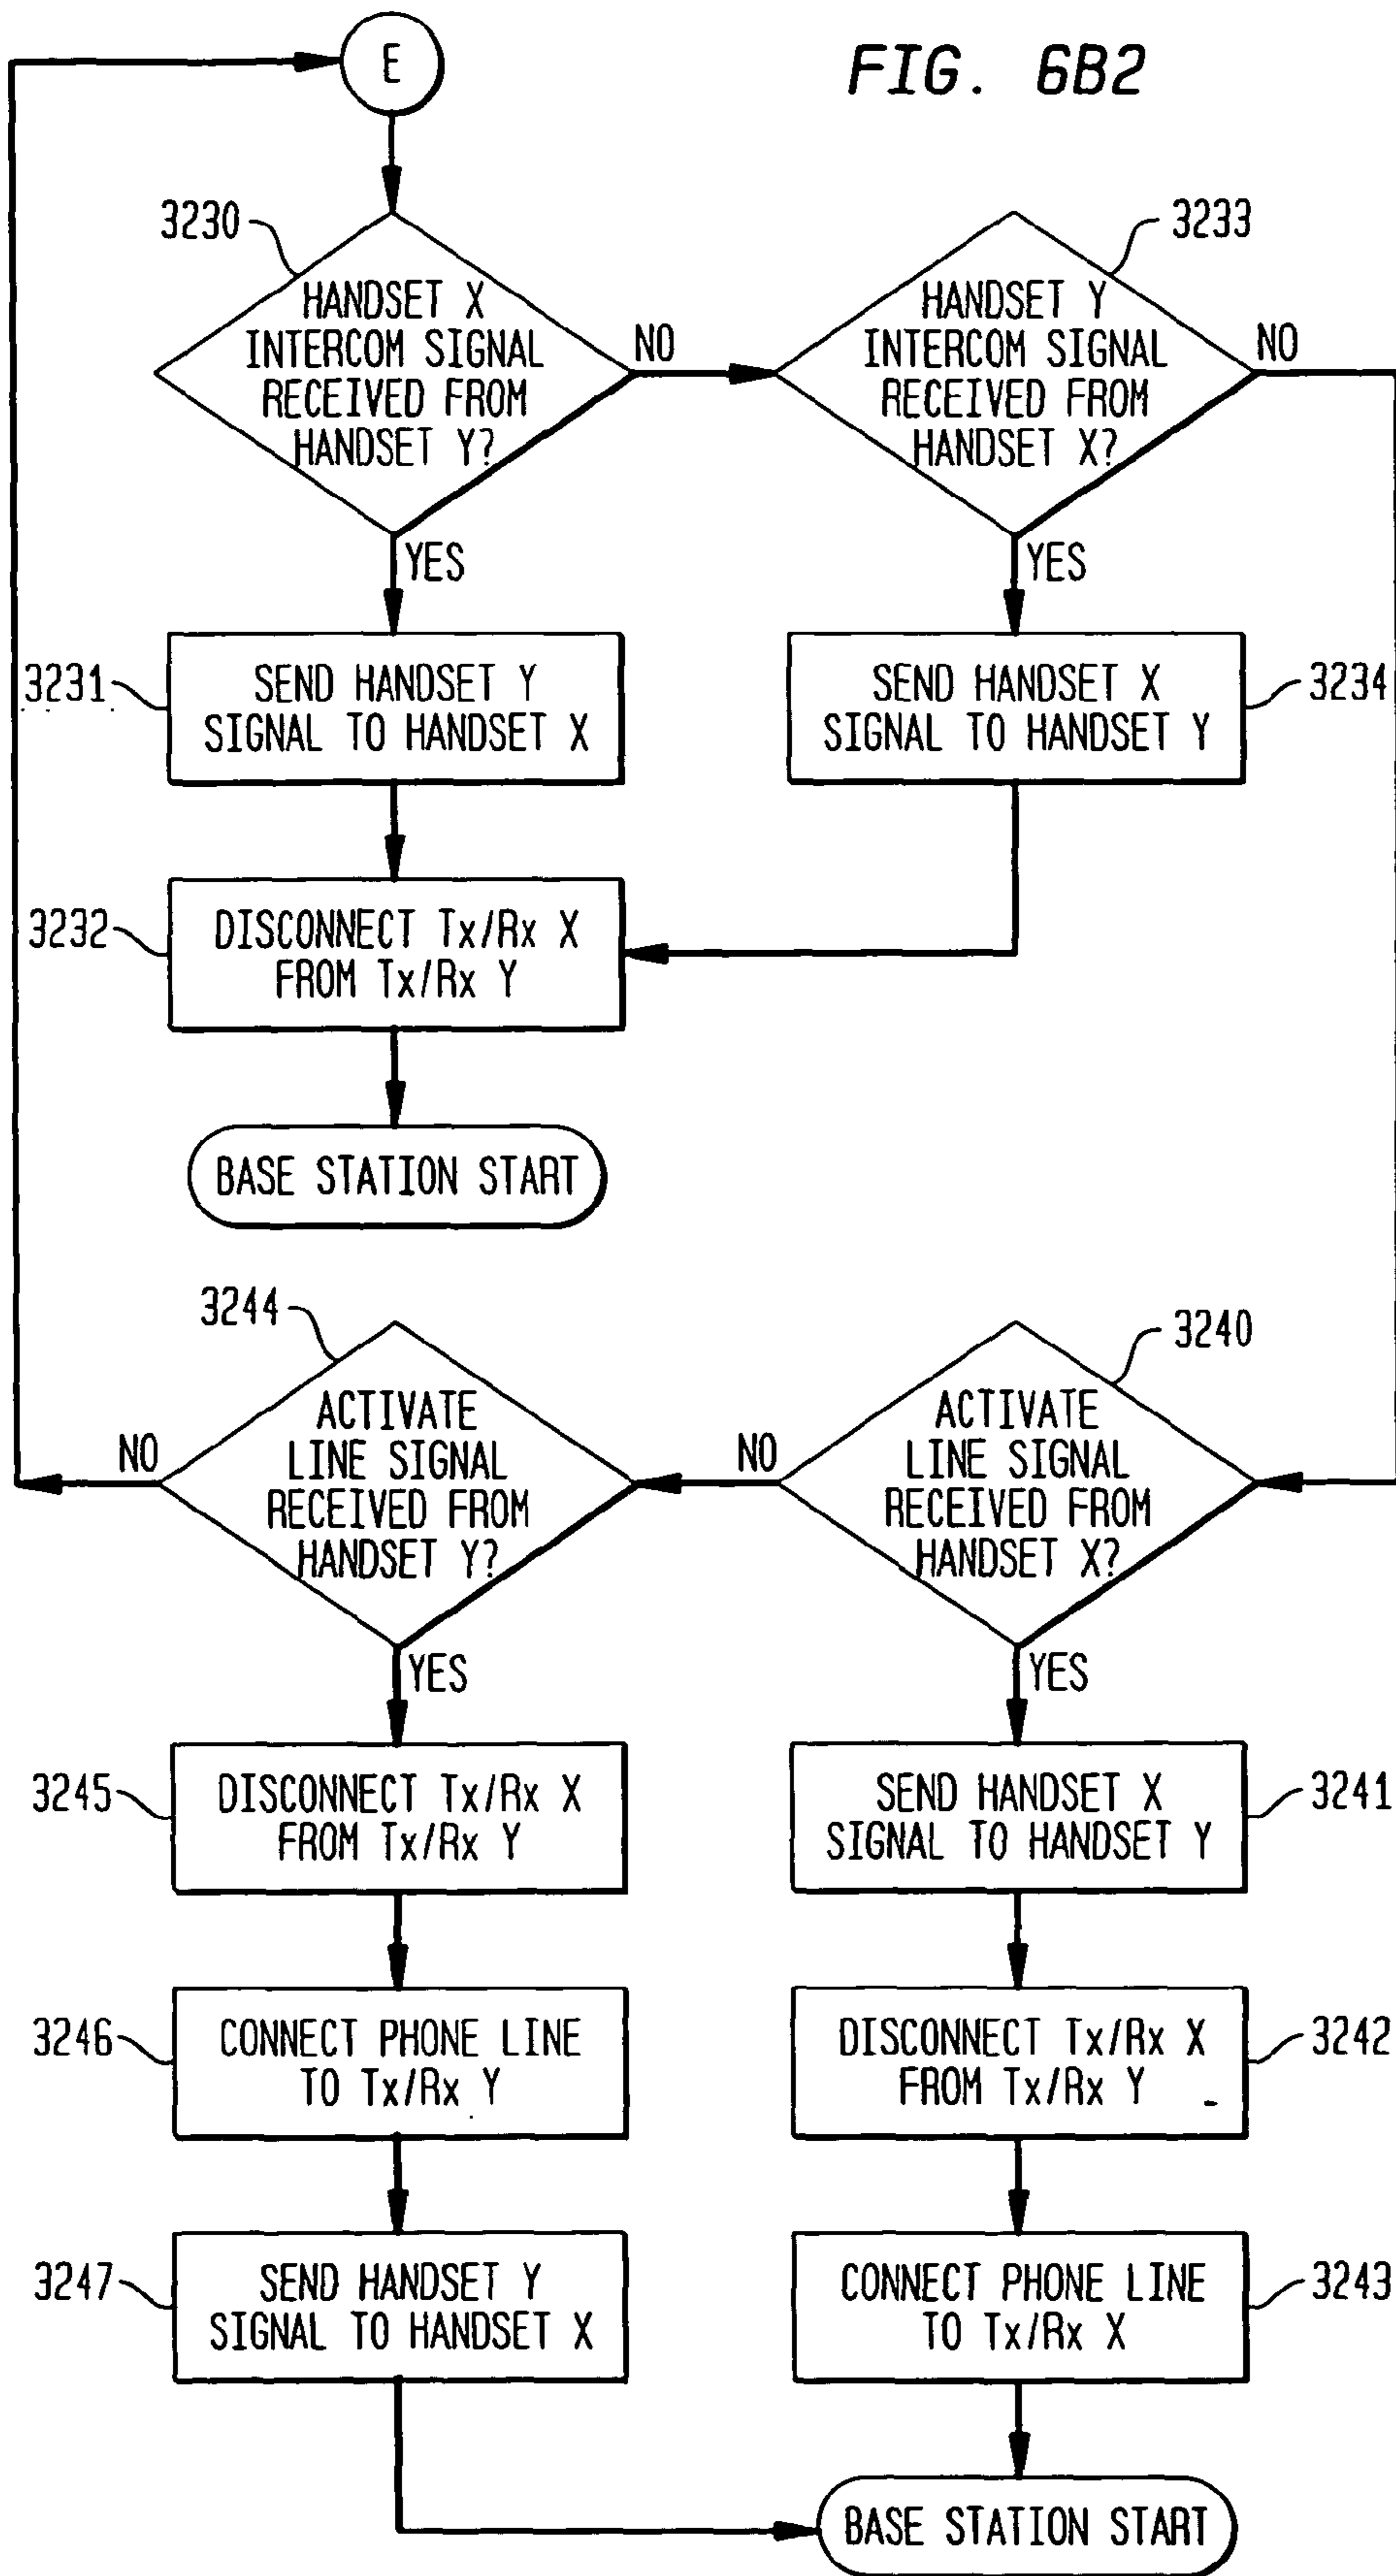 FIG. 6B2
E
3230
HANDSET X
INTERCOM SIGNAL
RECEIVED FROM
HANDSET Y?
NO
YES
3233
HANDSET Y
INTERCOM SIGNAL
RECEIVED FROM
HANDSET X?
NO
YES
3231
SEND HANDSET Y
SIGNAL TO HANDSET X
3234
SEND HANDSET X
SIGNAL TO HANDSET Y
3232
DISCONNECT Tx/Rx X
FROM Tx/Rx Y
BASE STATION START
3244
ACTIVATE
LINE SIGNAL
RECEIVED FROM
HANDSET Y?
NO
YES
3240
ACTIVATE
LINE SIGNAL
RECEIVED FROM
HANDSET X?
NO
YES
3245
DISCONNECT Tx/Rx X
FROM Tx/Rx Y
3241
SEND HANDSET X
SIGNAL TO HANDSET Y
3246
CONNECT PHONE LINE
TO Tx/Rx Y
3242
DISCONNECT Tx/Rx X
FROM Tx/Rx Y
3247
SEND HANDSET Y
SIGNAL TO HANDSET X
3243
CONNECT PHONE LINE
TO Tx/Rx X
BASE STATION START